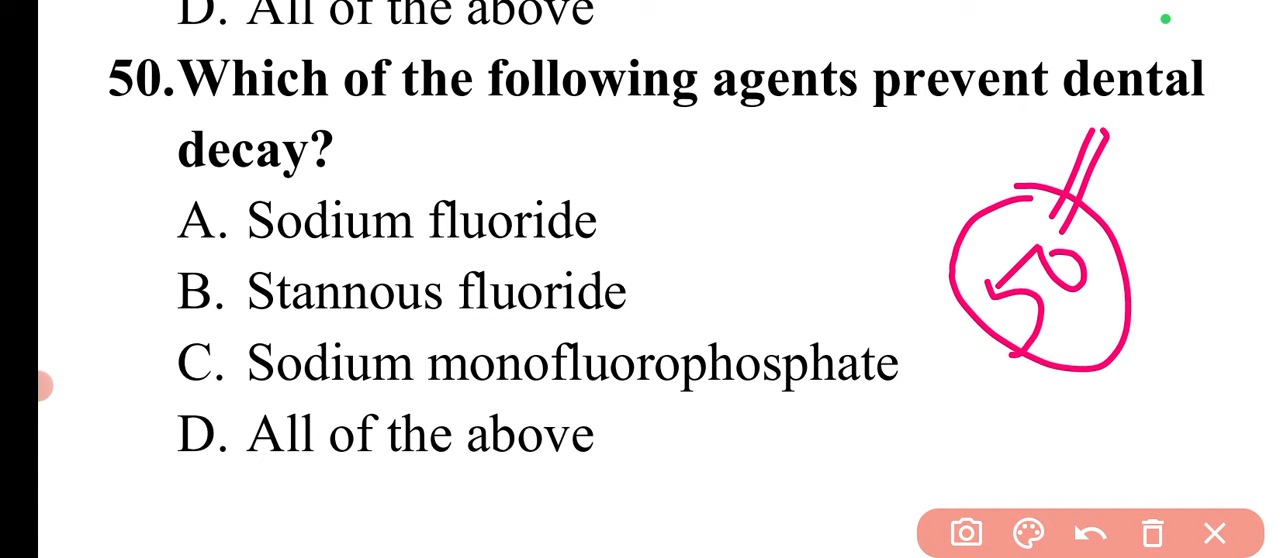 D. All of the above
50. Which of the following agents prevent dental
decay?
A. Sodium fluoride
B. Stannous fluoride
C. Sodium monofluorophosphate
D. All of the above
50